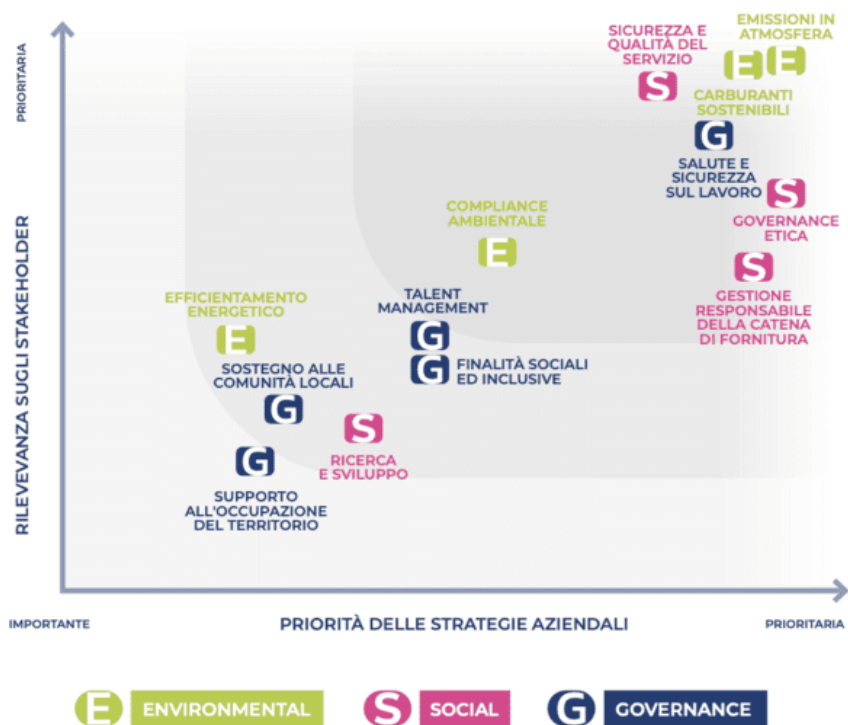 EMISSIONI IN
ATMOSFERA
E
E
SICUREZZA E
QUALITÀ DEL
SERVIZIO
S
CARBURANTI
SOSTENIBILI
G
SALUTE E
SICUREZZA
SUL LAVORO
S
GOVERNANCE
ETICA
COMPLIANCE
AMBIENTALE
E
S
GESTIONE
RESPONSABILE
DELLA CATENA
DI FORNITURA
TALENT
MANAGEMENT
G
G
FINALITÀ SOCIALI
ED INCLUSIVE
EFFICIENTAMENTO
ENERGETICO
E
SOSTEGNO ALLE
COMUNITÀ LOCALI
G
S
RICERCA
E SVILUPPO
G
SUPPORTO
ALL'OCCUPAZIONE
DEL TERRITORIO
PRIORITARIA
RILEVEVANZA SUGLI STAKEHOLDER
IMPORTANTE
PRIORITÀ DELLE STRATEGIE AZIENDALI
PRIORITARIA
E ENVIRONMENTAL
S SOCIAL
G GOVERNANCE